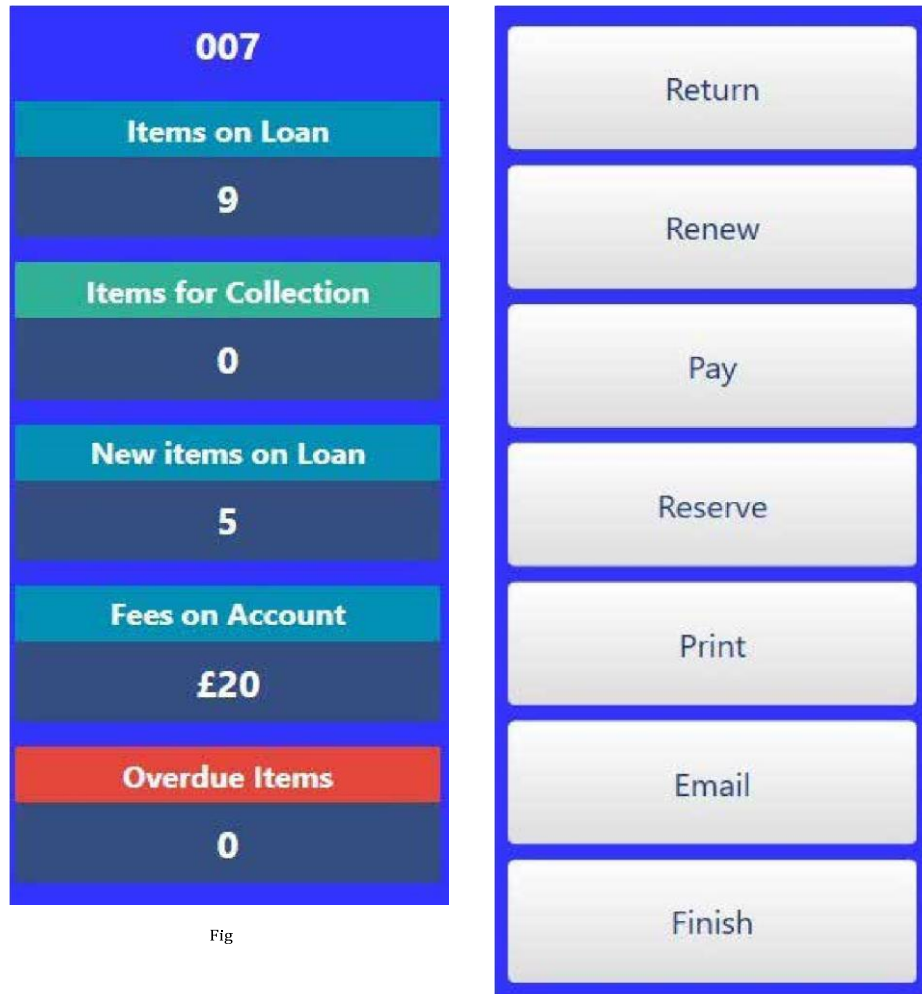 007
Items on Loan
9
Items for Collection
0
New items on Loan
5
Fees on Account
£20
Overdue Items
0
Fig
Return
Renew
Pay
Reserve
Print
Email
Finish